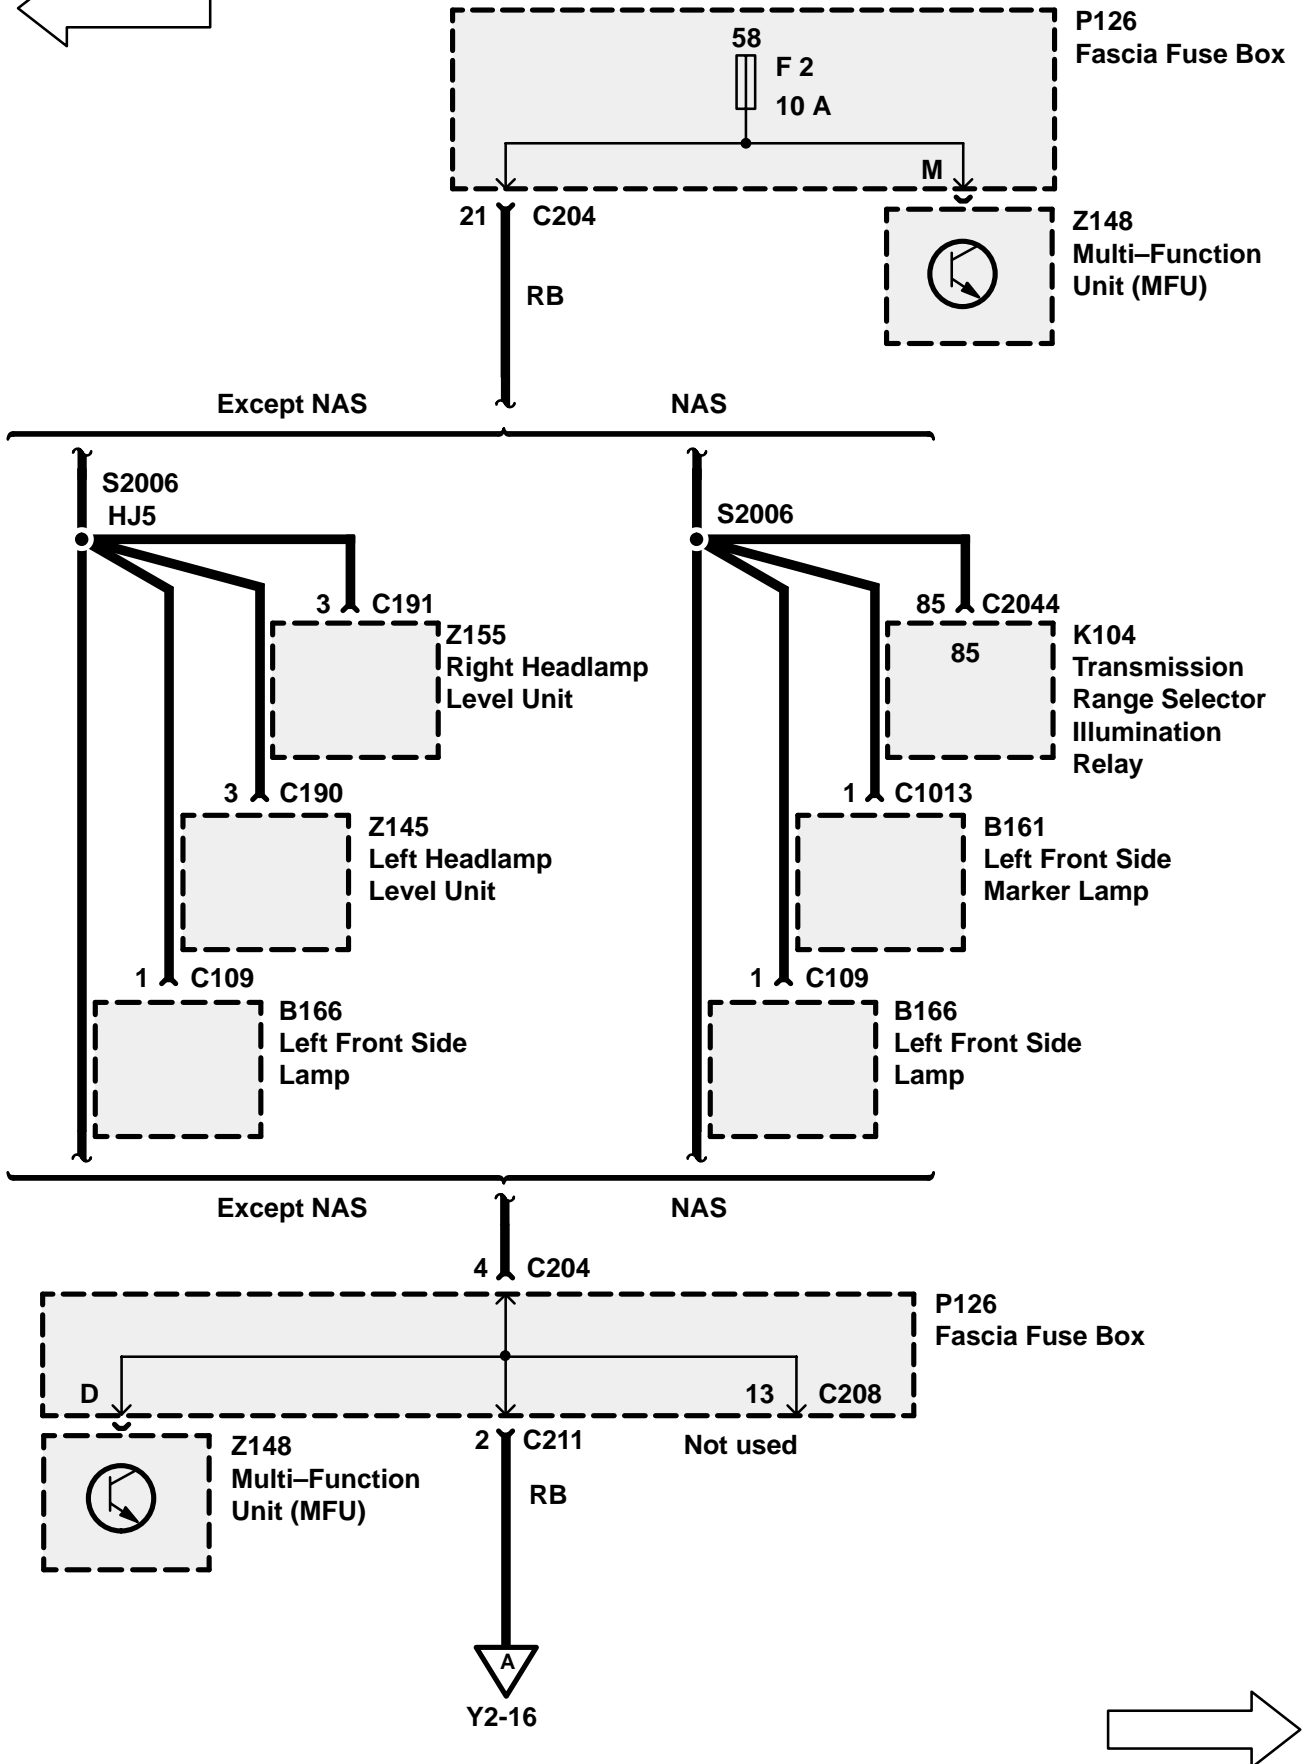 P126
Fascia Fuse Box
58
F 2
10 A
M
21 C204
Z148
Multi–Function
Unit (MFU)
RB
Except NAS
NAS
S2006
HJ5
S2006
3 C191
Z155
Right Headlamp
Level Unit
85 C2044
85
K104
Transmission
Range Selector
Illumination
Relay
3 C190
Z145
Left Headlamp
Level Unit
1 C1013
B161
Left Front Side
Marker Lamp
1 C109
B166
Left Front Side
Lamp
1 C109
B166
Left Front Side
Lamp
Except NAS
NAS
4 C204
P126
Fascia Fuse Box
D
13 C208
Z148
Multi–Function
Unit (MFU)
2 C211
Not used
RB
A
Y2-16